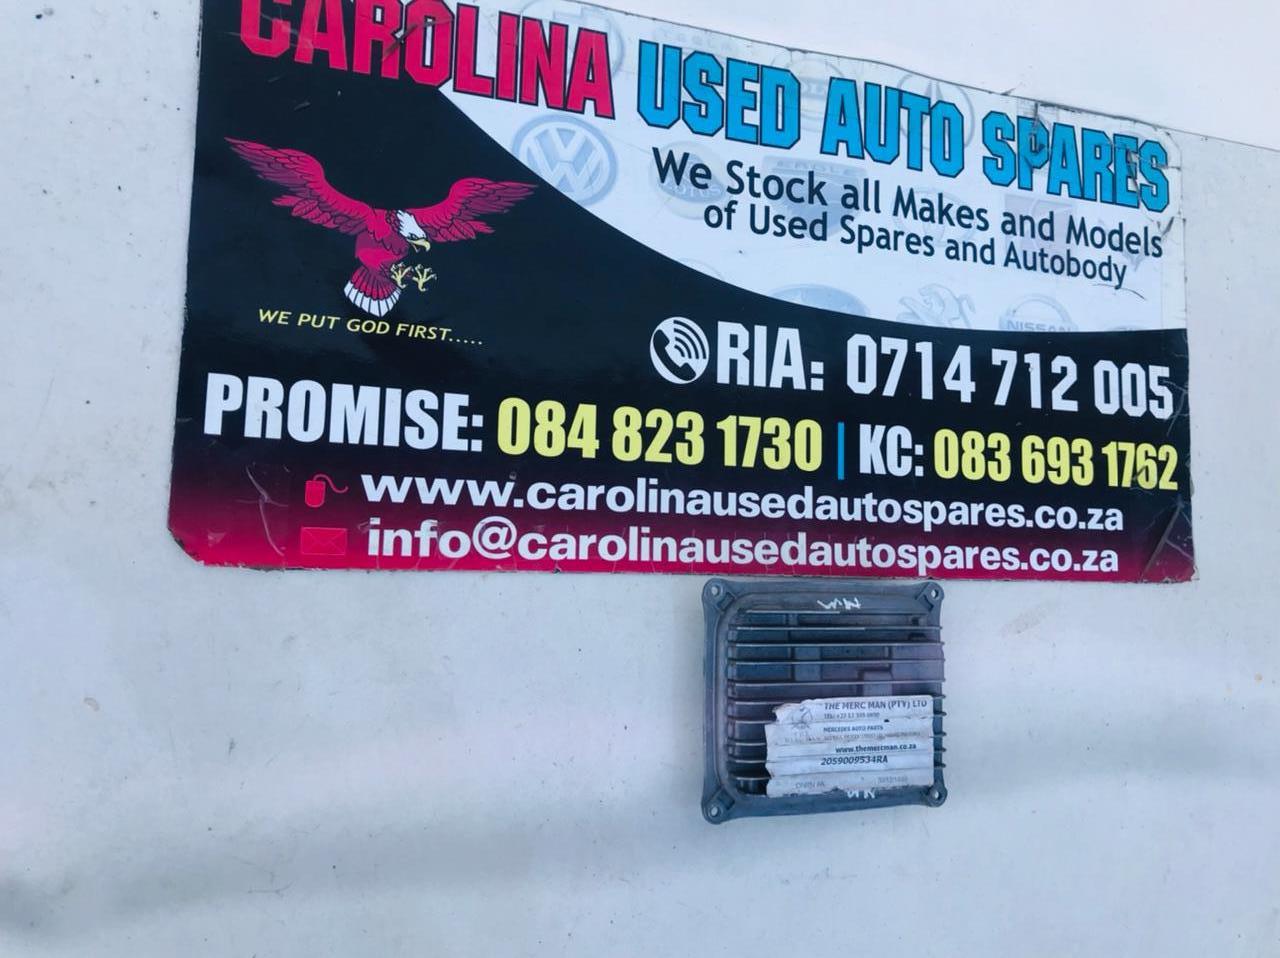 CAROLINA USED AUTO SPARES
We Stock all Makes and Models
of Used Spares and Autobody
WE PUT GOD FIRST.....
RIA: 0714 712 005
PROMISE: 084 823 1730 | KC: 083 693 1762
www.carolinausedautospares.co.za
info@carolinausedautospares.co.za
NISSAN
THE MERC MAN (PTY) LTD
MERCEDES AUTO PARTS
www.themercman.co.za
2059009534RA